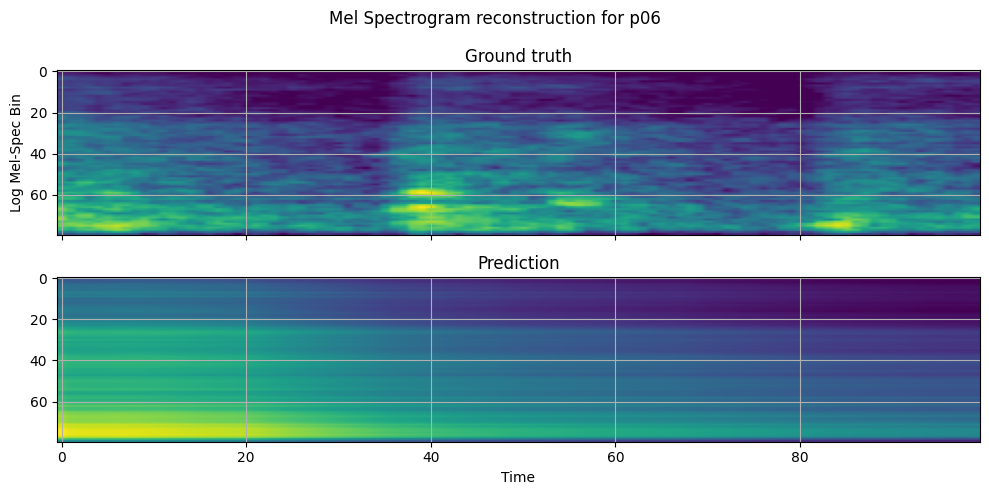 Mel Spectrogram reconstruction for p06
Ground truth
Log Mel-Spec Bin
0
20
40
60
Prediction
0
20
40
60
0 20 40 60 80
Time